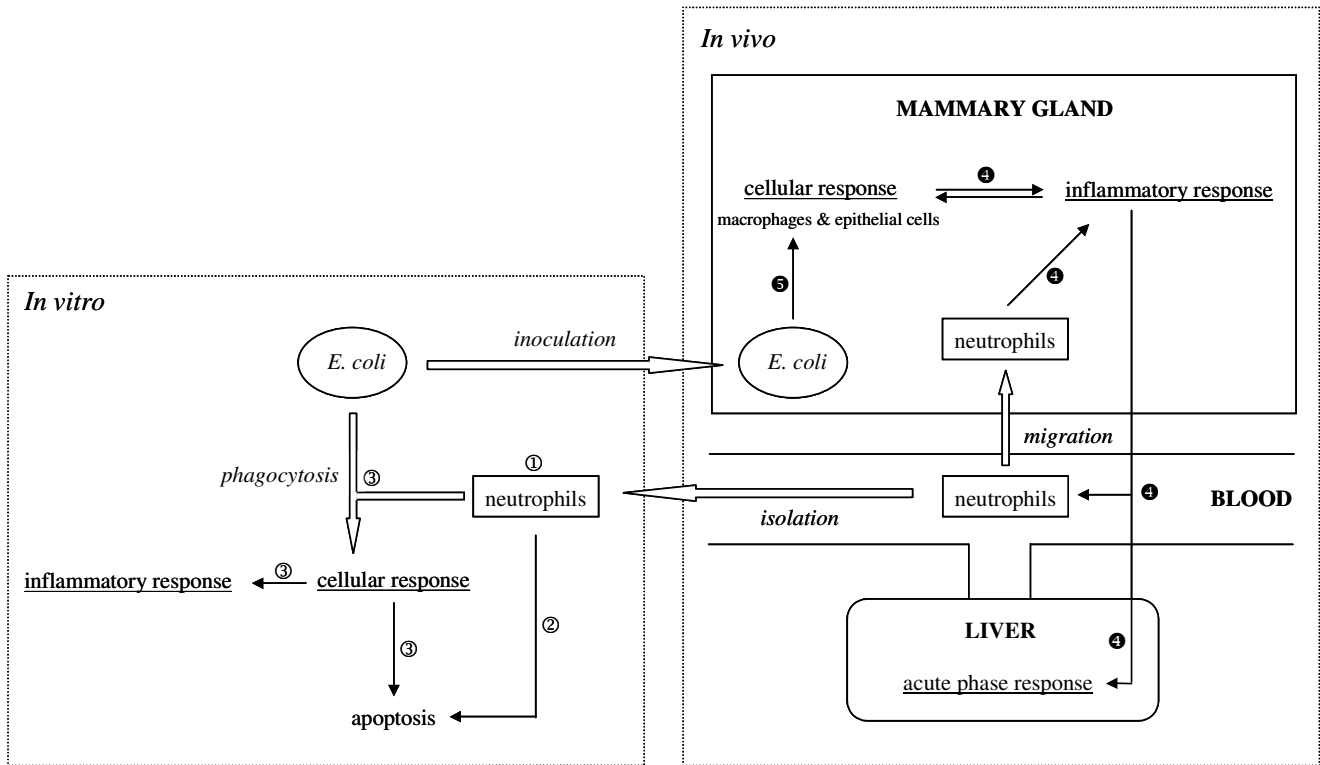 In vivo
MAMMARY GLAND
❹
cellular response
inflammatory response
macrophages & epithelial cells
❺
❹
In vitro
inoculation
neutrophils
E. coli
E. coli
migration
phagocytosis
③
①
neutrophils
neutrophils
❹
BLOOD
isolation
inflammatory response
③
cellular response
②
LIVER
③
❹
acute phase response
apoptosis